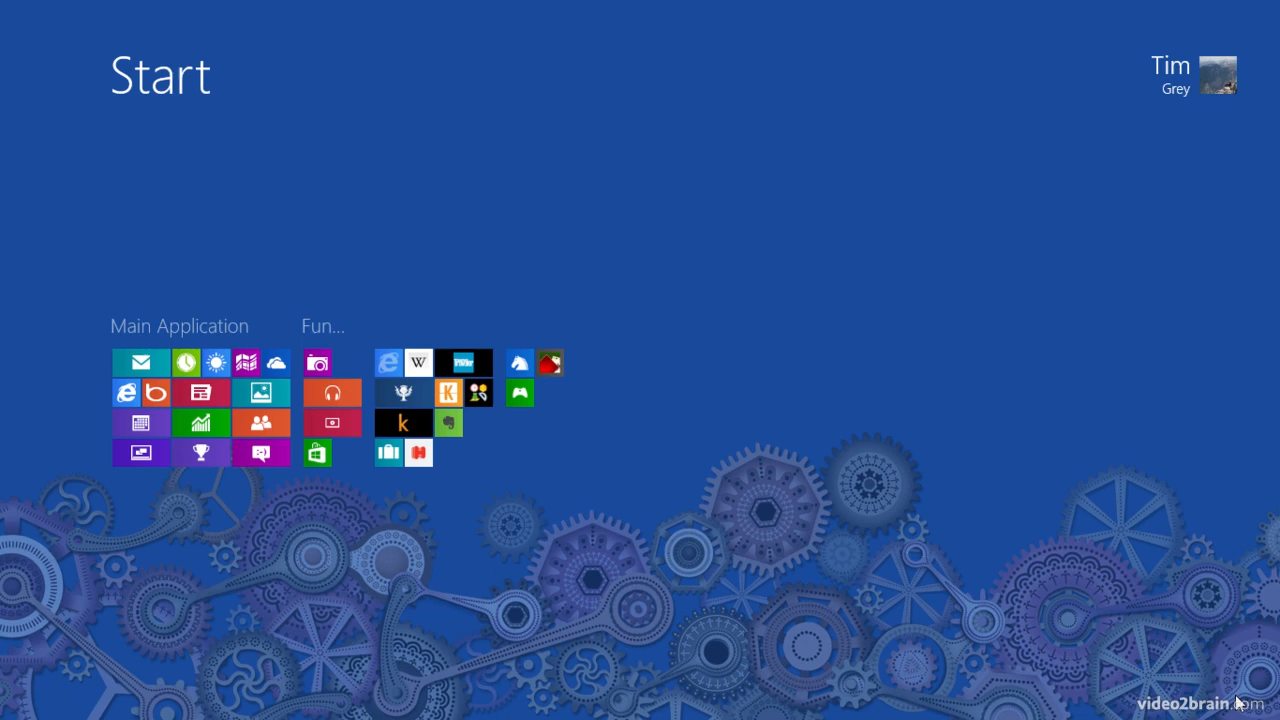 Start
Tim
Grey
Main Application
Fun...
W
K
k
video2brain.com